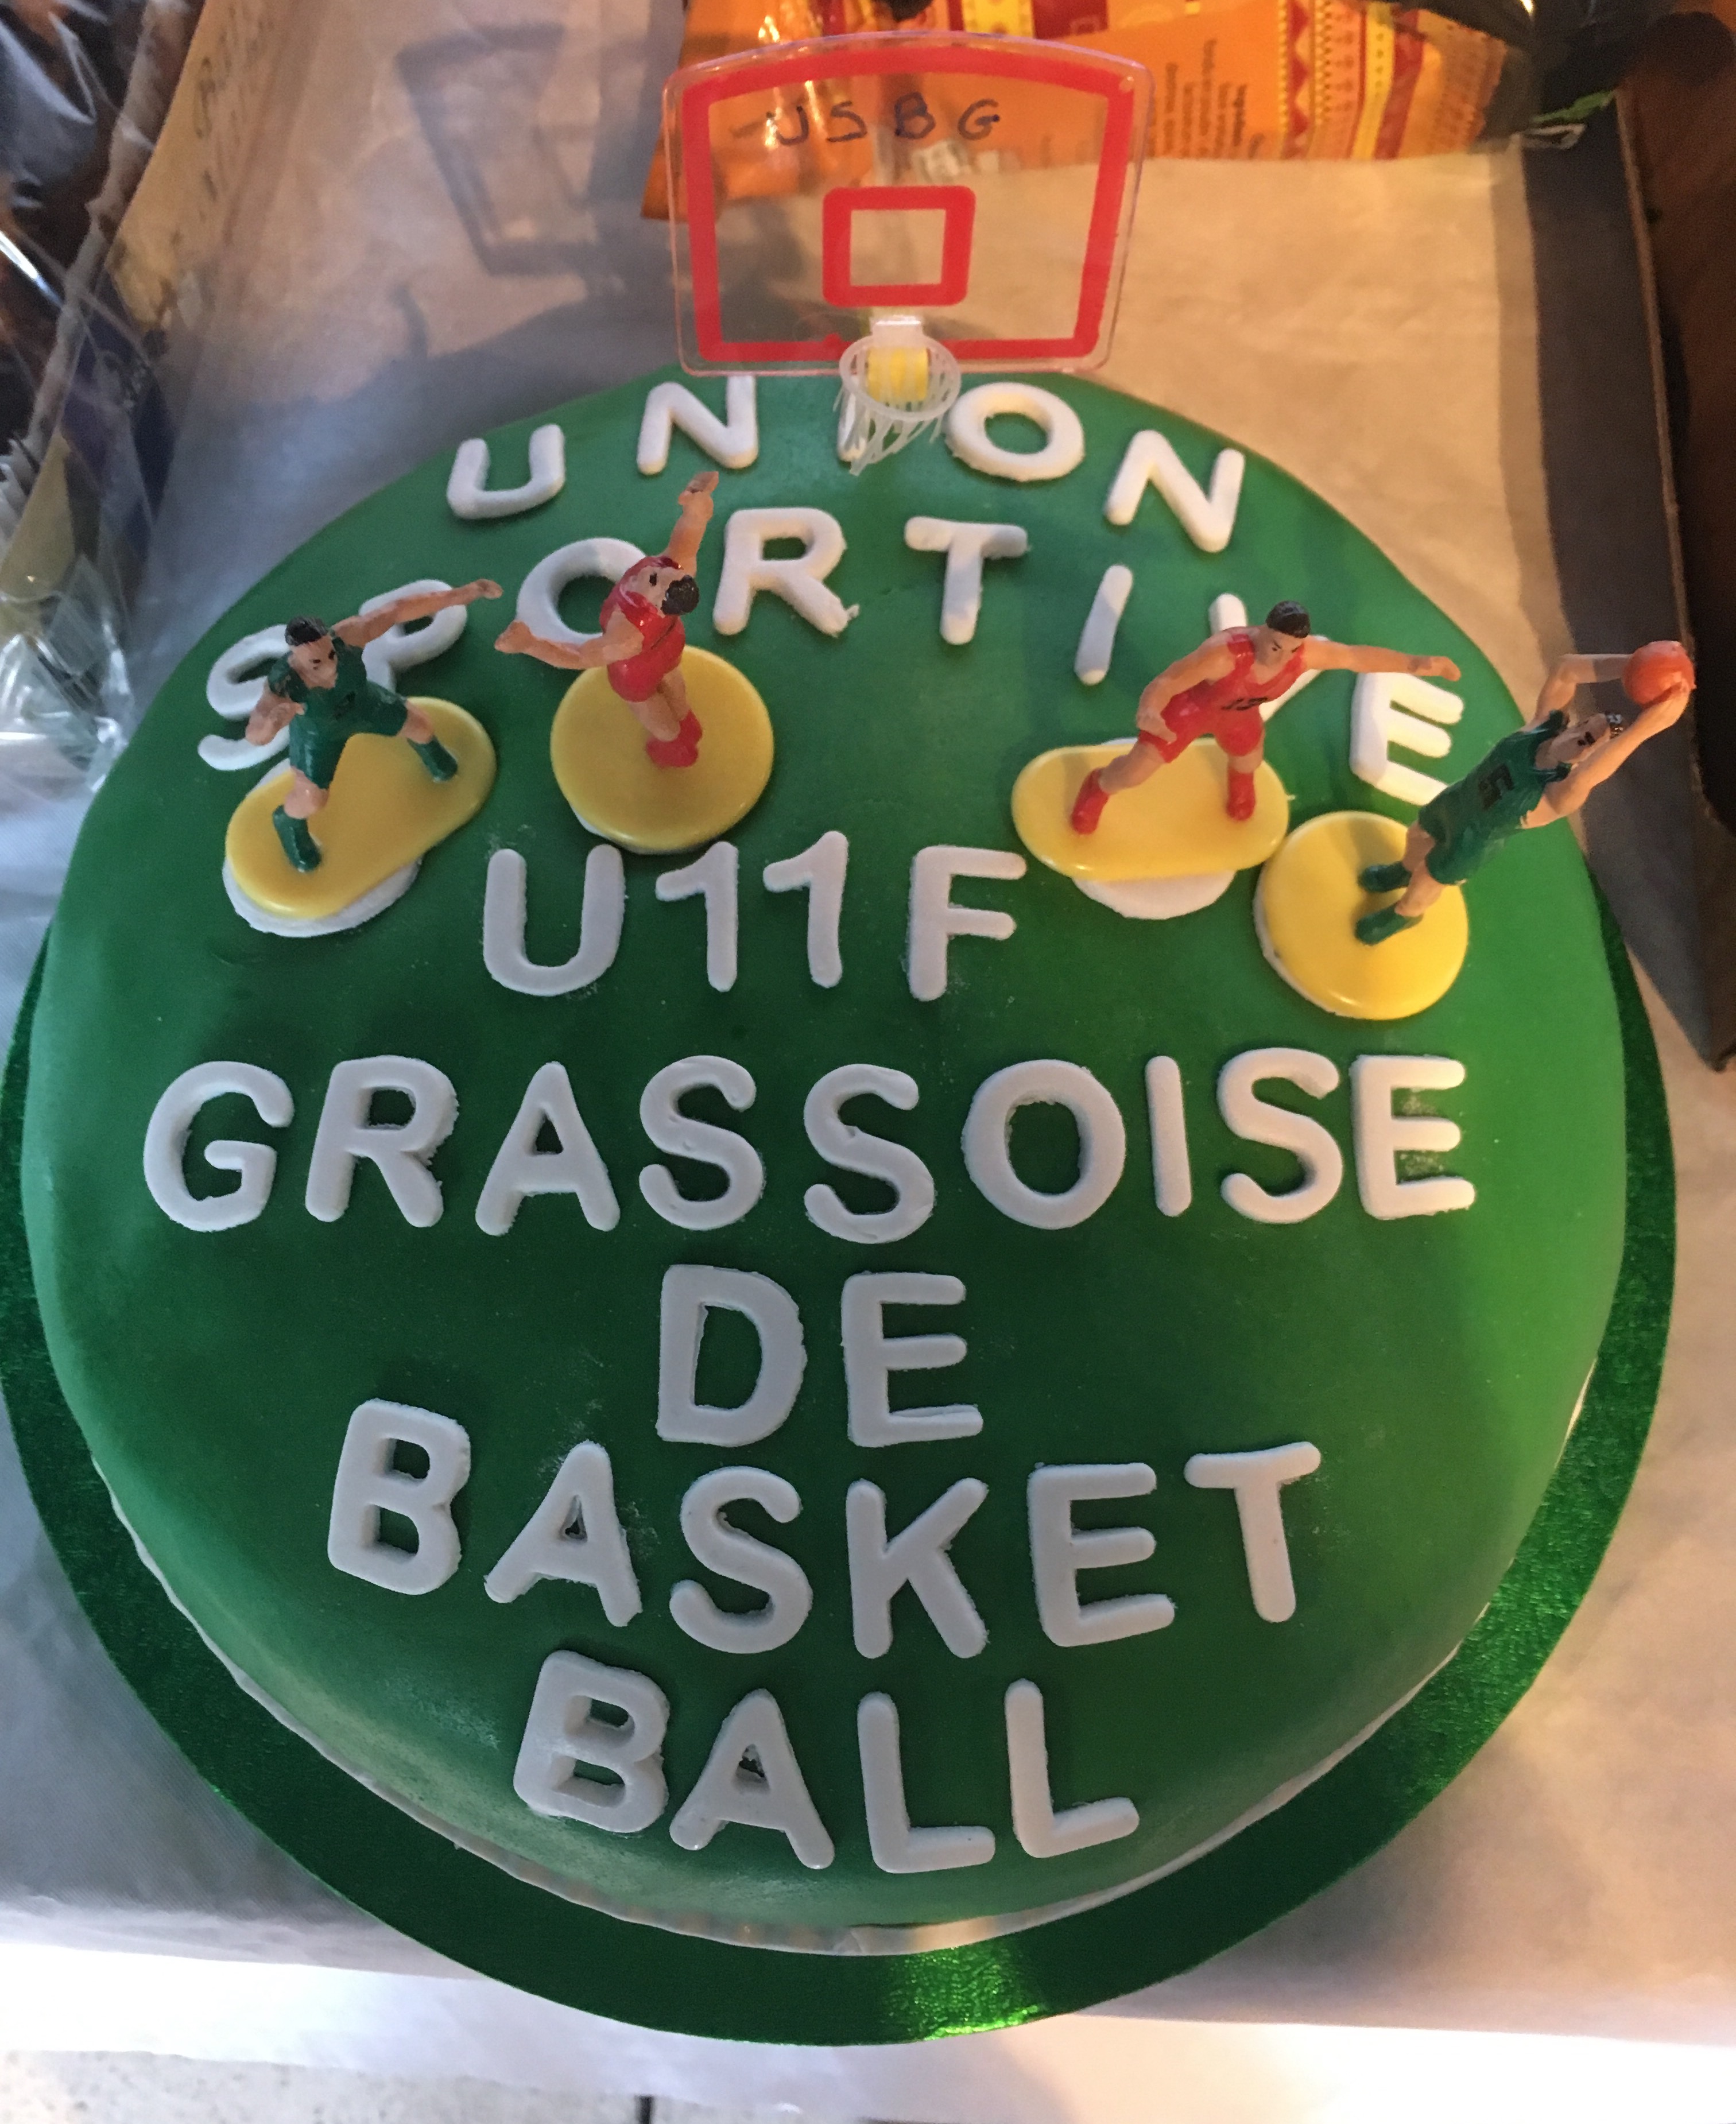 USBG
UNION
SPORTIVE
U11F
GRASSOISE
DE
BASKET
BALL